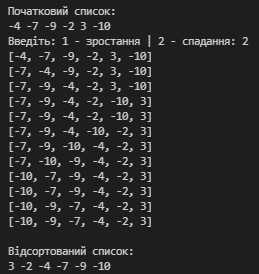 Початковий список:
-4 -7 -9 -2 3 -10
Введіть: 1 - зростання | 2 - спадання: 2
[-4, -7, -9, -2, 3, -10]
[-7, -4, -9, -2, 3, -10]
[-7, -4, -9, -2, 3, -10]
[-7, -9, -4, -2, -10, 3]
[-7, -9, -4, -2, -10, 3]
[-7, -9, -4, -10, -2, 3]
[-7, -9, -10, -4, -2, 3]
[-7, -10, -9, -4, -2, 3]
[-10, -7, -9, -4, -2, 3]
[-10, -7, -9, -4, -2, 3]
[-10, -9, -7, -4, -2, 3]
[-10, -9, -7, -4, -2, 3]
Відсортований список:
3 -2 -4 -7 -9 -10